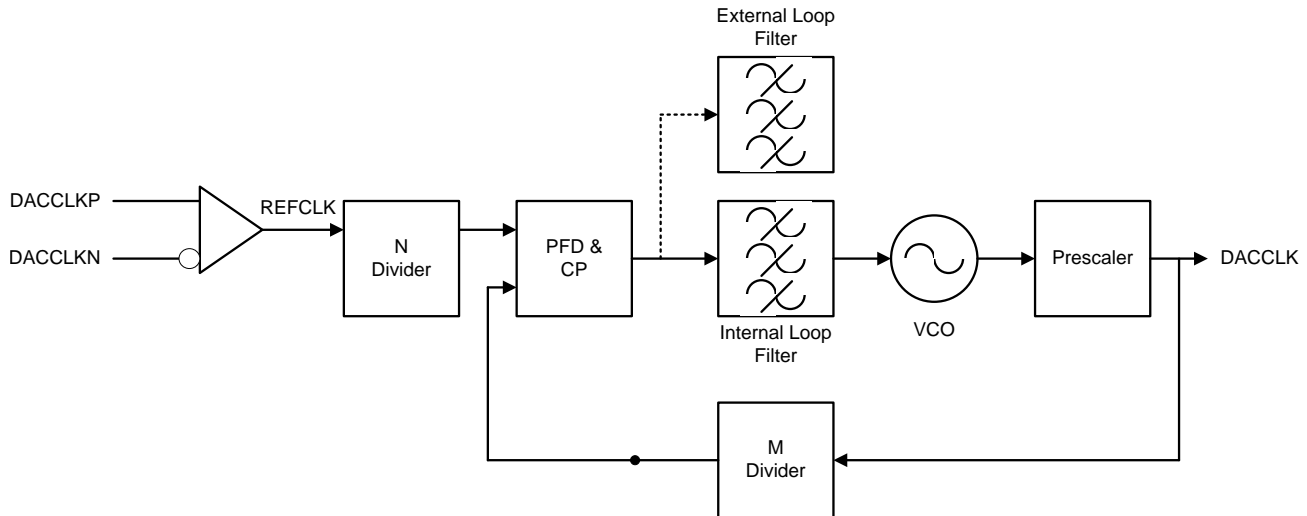 External Loop
Filter
DACCLKP
DACCLKN
REFCLK
N
Divider
PFD &
CP
Internal Loop
Filter
VCO
Prescaler
DACCLK
M
Divider